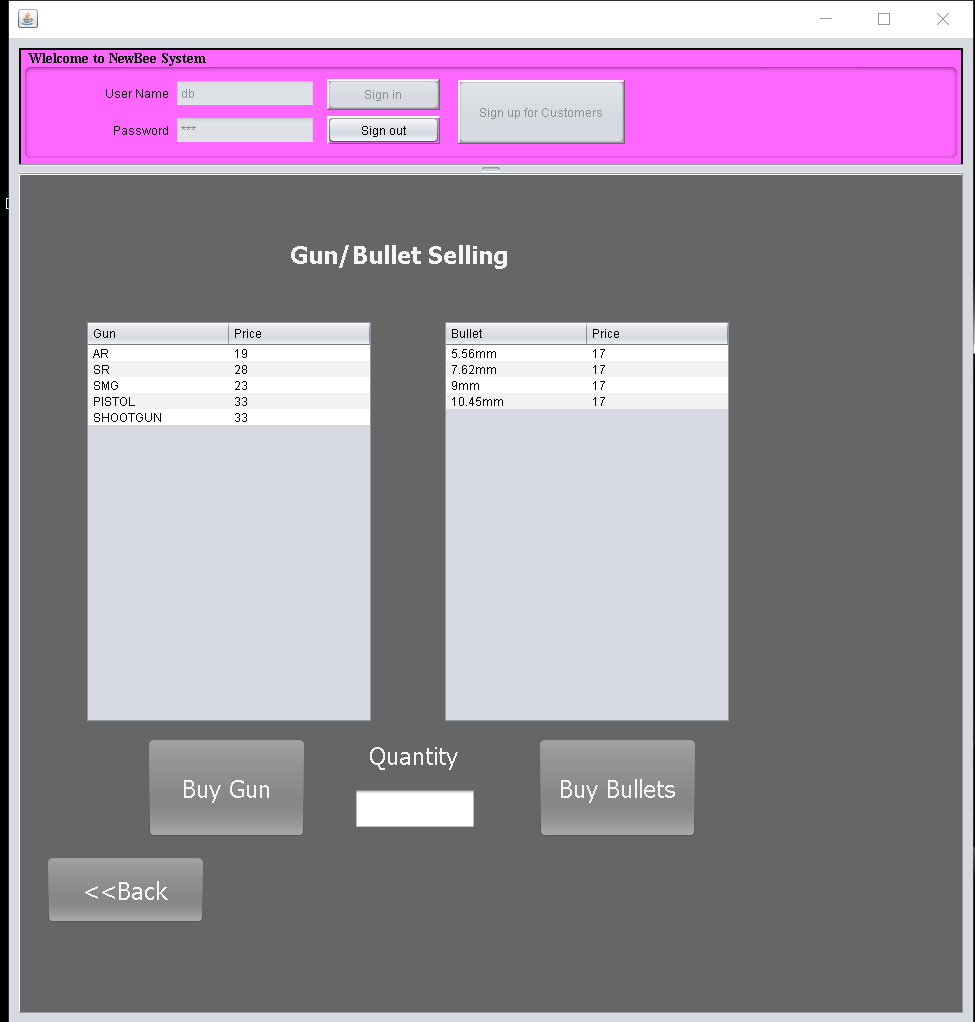 Wlelcome to NewBee System
User Name db Sign in
Sign up for Customers
Password *** Sign out
Gun/Bullet Selling
Gun Price
AR 19
SR 28
SMG 23
PISTOL 33
SHOOTGUN 33
Bullet Price
5.56mm 17
7.62mm 17
9mm 17
10.45mm 17
Buy Gun
Quantity
Buy Bullets
<<Back